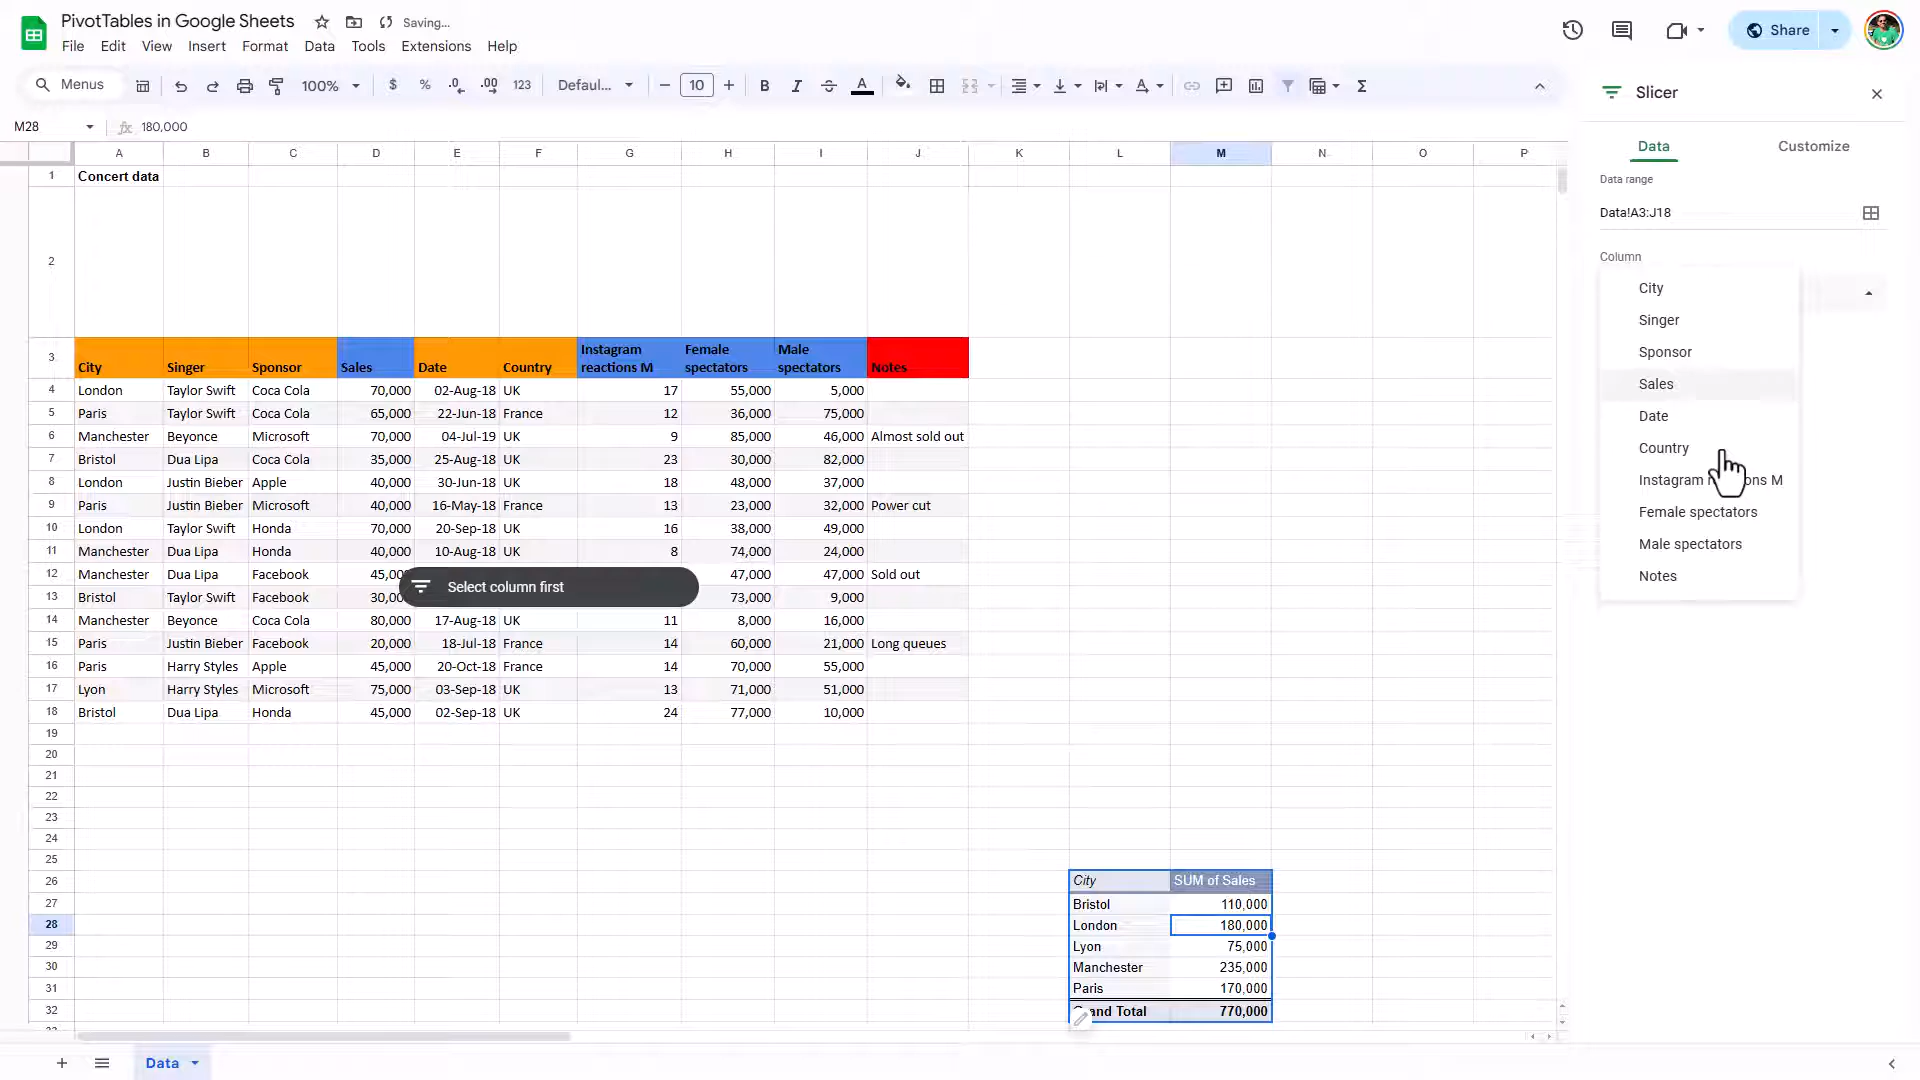 PivotTables in Google Sheets Saving...
File Edit View Insert Format Data Tools Extensions Help
Share
Menus 100% $ % .0 .00 123 Defaul... 10 B I A A Σ
M28 fx 180,000
Slicer
Data Customize
Data range
Data!A3:J18
Column
City
Singer
Sponsor
Sales
Date
Country
Instagram M
Female spectators
Male spectators
Notes
A B C D E F G H I J K L M N O P
1 Concert data
2
3 City Singer Sponsor Sales Date Country Instagram reactions M Female spectators Male spectators Notes
4 London Taylor Swift Coca Cola 70,000 02-Aug-18 UK 17 55,000 5,000
5 Paris Taylor Swift Coca Cola 65,000 22-Jun-18 France 12 36,000 75,000
6 Manchester Beyonce Microsoft 70,000 04-Jul-19 UK 9 85,000 46,000 Almost sold out
7 Bristol Dua Lipa Coca Cola 35,000 25-Aug-18 UK 23 30,000 82,000
8 London Justin Bieber Apple 40,000 30-Jun-18 UK 18 48,000 37,000
9 Paris Justin Bieber Microsoft 40,000 16-May-18 France 13 23,000 32,000 Power cut
10 London Taylor Swift Honda 70,000 20-Sep-18 UK 16 38,000 49,000
11 Manchester Dua Lipa Honda 40,000 10-Aug-18 UK 8 74,000 24,000
12 Manchester Dua Lipa Facebook 45,00 47,000 47,000 Sold out
Select column first
13 Bristol Taylor Swift Facebook 30,00 73,000 9,000
14 Manchester Beyonce Coca Cola 80,000 17-Aug-18 UK 11 8,000 16,000
15 Paris Justin Bieber Facebook 20,000 18-Jul-18 France 14 60,000 21,000 Long queues
16 Paris Harry Styles Apple 45,000 20-Oct-18 France 14 70,000 55,000
17 Lyon Harry Styles Microsoft 75,000 03-Sep-18 UK 13 71,000 51,000
18 Bristol Dua Lipa Honda 45,000 02-Sep-18 UK 24 77,000 10,000
19
20
21
22
23
24
25
26 City SUM of Sales
27 Bristol 110,000
28 London 180,000
29 Lyon 75,000
30 Manchester 235,000
31 Paris 170,000
32 and Total 770,000
Data